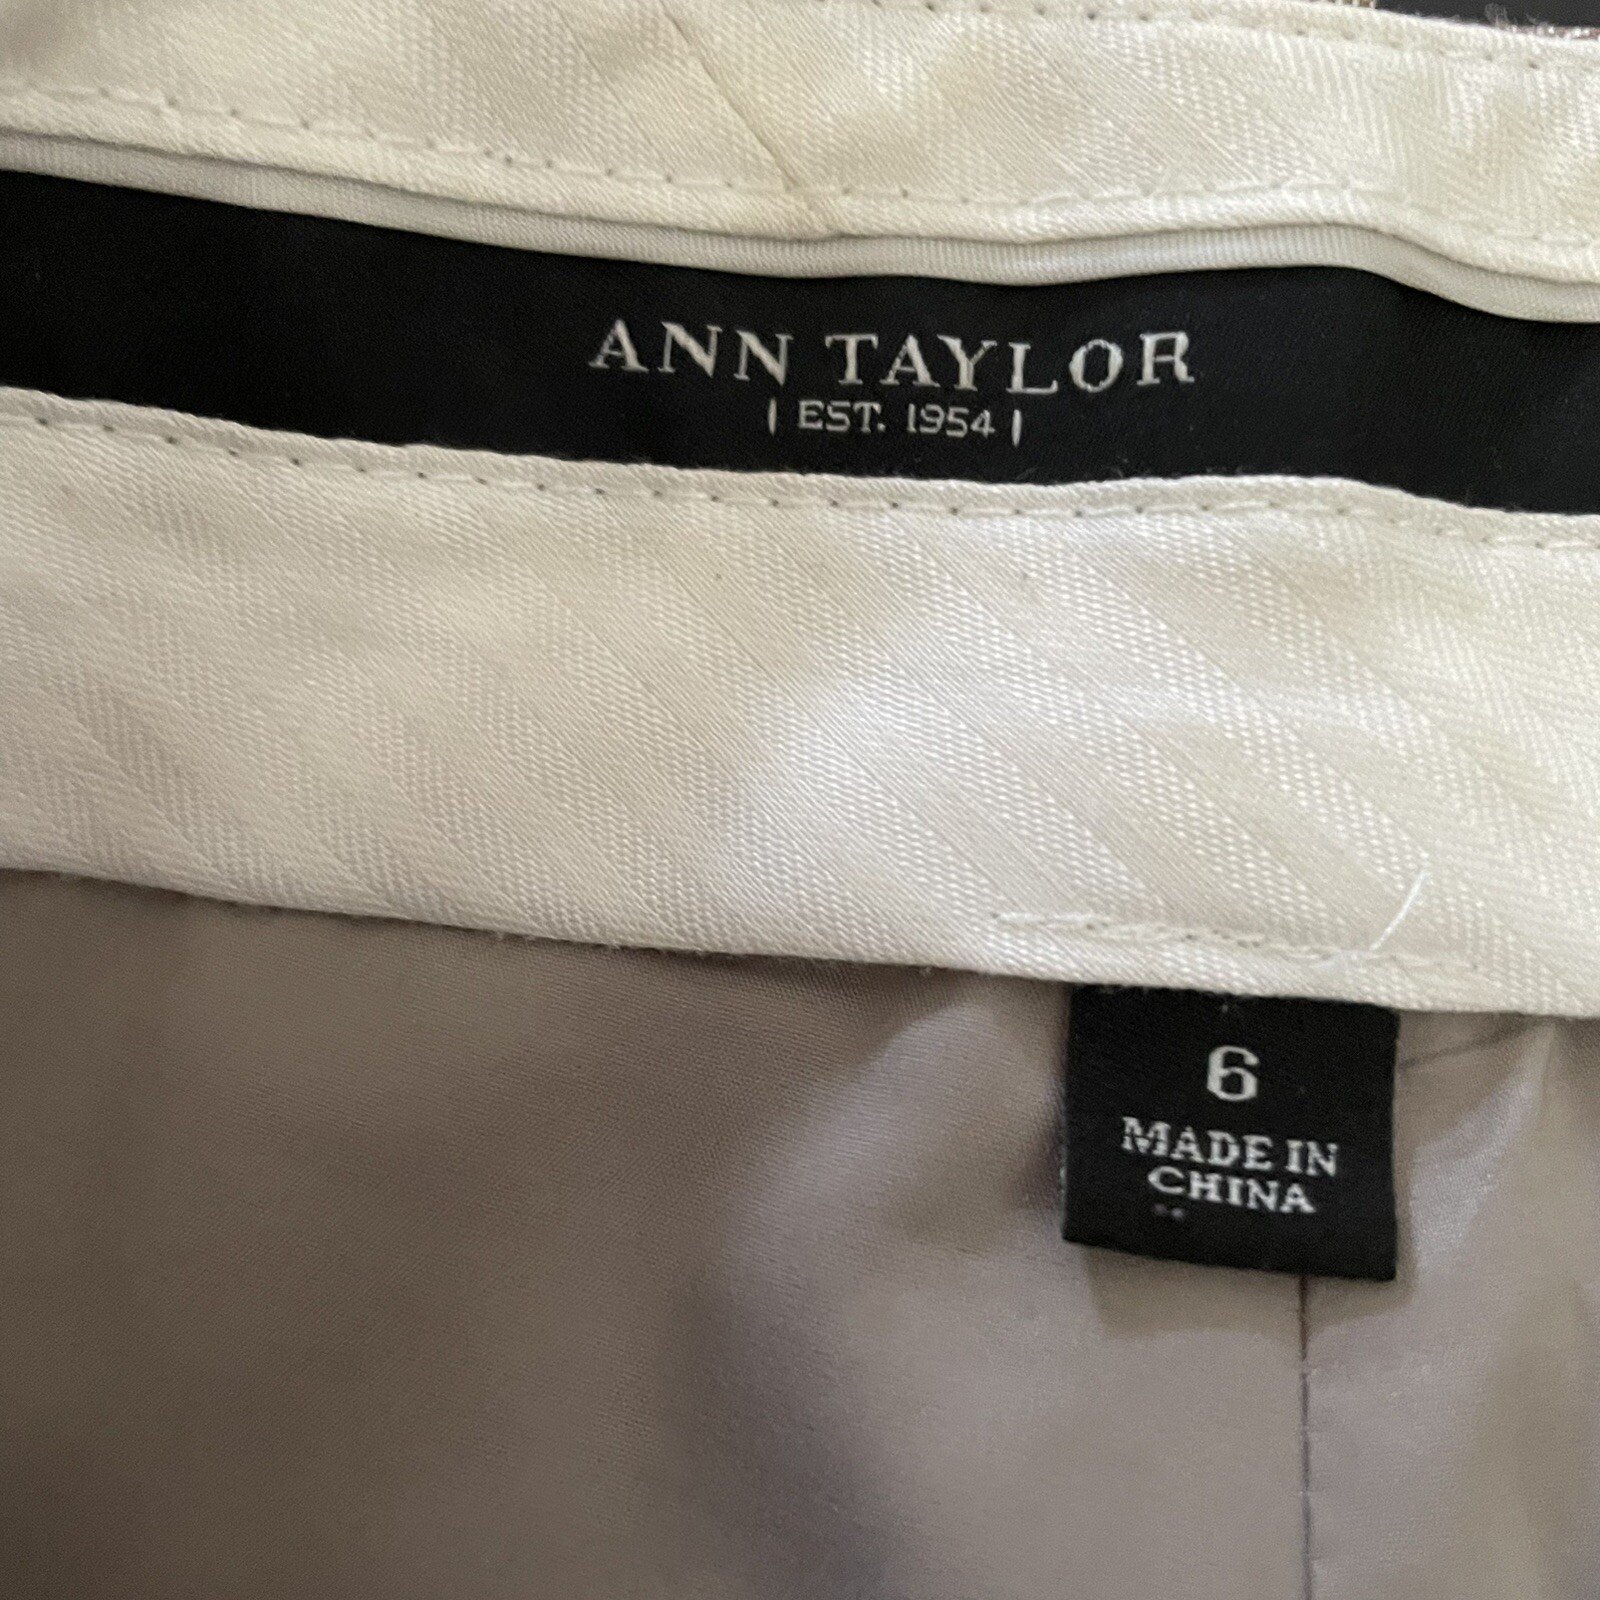 ANN TAYLOR
| EST. 1954 |
6
MADE IN
CHINA